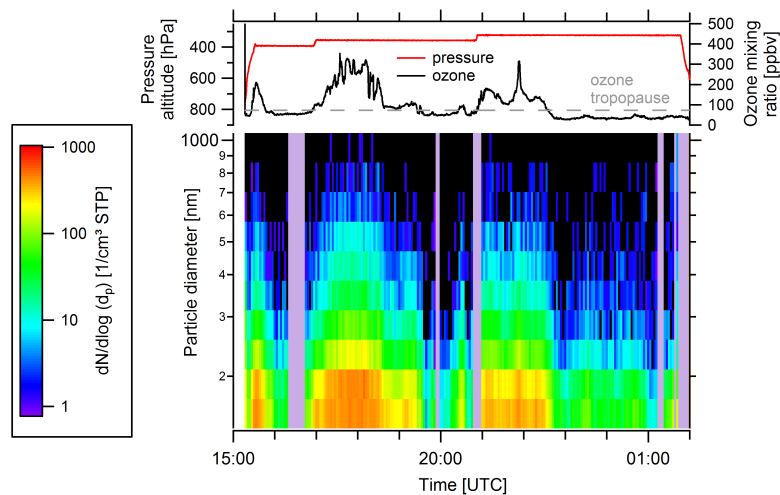 Pressure
altitude [hPa]
400
600
800
pressure
ozone
ozone
tropopause
500
400
300
200
100
0
Ozone mixing
ratio [ppbv]
1000
100
10
1
dN/dlog (dp) [1/cm³ STP]
Particle diameter [nm]
1000
9
8
7
6
5
4
3
2
15:00
20:00
01:00
Time [UTC]